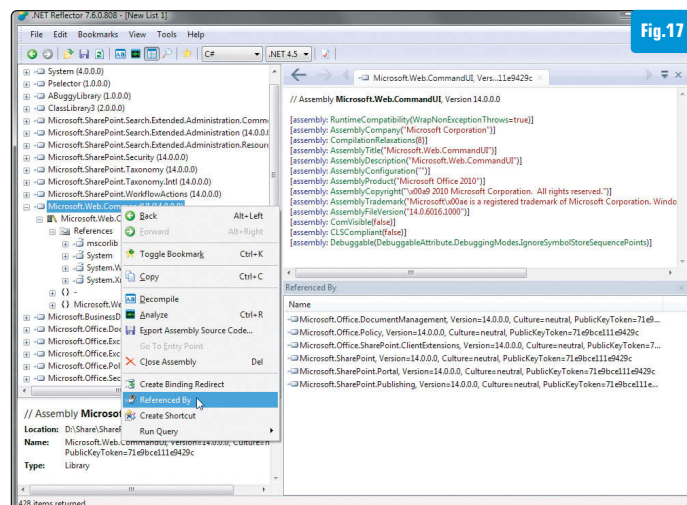 .NET Reflector 7.6.0.808 - [New List 1]
Fig.17
File Edit Bookmarks View Tools Help
C# .NET 4.5
System (4.0.0.0)
Pselector (1.0.0.0)
ABuggyLibrary (2.0.0.0)
ClassLibrary3 (2.0.0.0)
Microsoft.SharePoint.Search.Extended.Administration.Comm
Microsoft.SharePoint.Search.Extended.Administration (14.0.0.
Microsoft.SharePoint.Search.Extended.Administration.Resour
Microsoft.SharePoint.Security (14.0.0.0)
Microsoft.SharePoint.Taxonomy (14.0.0.0)
Microsoft.SharePoint.Taxonomy.Intl (14.0.0.0)
Microsoft.SharePoint.WorkflowActions (14.0.0.0)
Microsoft.Web.CommandUI (14.0.0.0)
Microsoft.Web.C
References
mscorlib
System
System.W
System.Xr
{ } -
{ } Microsoft.We
Microsoft.BusinessD
Microsoft.Office.Doc
Microsoft.Office.Exc
Microsoft.Office.Exc
Microsoft.Office.Pol
Microsoft.Office.Sec
Back Alt+Left
Forward Alt+Right
Toggle Bookmark Ctrl+K
Copy Ctrl+C
Decompile
Analyze Ctrl+R
Export Assembly Source Code...
Go To Entry Point
Close Assembly Del
Create Binding Redirect
Referenced By
Create Shortcut
Run Query
// Assembly Microsof
Location: D:\Share\ShareP
Name: Microsoft.Web.CommandUI, Version=14.0.0.0, Culture=n
PublicKeyToken=71e9bce111e9429c
Type: Library
428 items returned
Microsoft.Web.CommandUI, Vers...11e9429c
// Assembly Microsoft.Web.CommandUI, Version 14.0.0.0
[assembly: RuntimeCompatibility(WrapNonExceptionThrows=true)]
[assembly: AssemblyCompany("Microsoft Corporation")]
[assembly: CompilationRelaxations(8)]
[assembly: AssemblyTitle("Microsoft.Web.CommandUI")]
[assembly: AssemblyDescription("Microsoft.Web.CommandUI")]
[assembly: AssemblyConfiguration("")]
[assembly: AssemblyProduct("Microsoft Office 2010")]
[assembly: AssemblyCopyright("\x00a9 2010 Microsoft Corporation. All rights reserved.")]
[assembly: AssemblyTrademark("Microsoft\x00ae is a registered trademark of Microsoft Corporation. Windo
[assembly: AssemblyFileVersion("14.0.6016.1000")]
[assembly: ComVisible(false)]
[assembly: CLSCompliant(false)]
[assembly: Debuggable(DebuggableAttribute.DebuggingModes.IgnoreSymbolStoreSequencePoints)]
Referenced By
Name
Microsoft.Office.DocumentManagement, Version=14.0.0.0, Culture=neutral, PublicKeyToken=71e9...
Microsoft.Office.Policy, Version=14.0.0.0, Culture=neutral, PublicKeyToken=71e9bce111e9429c
Microsoft.Office.SharePoint.ClientExtensions, Version=14.0.0.0, Culture=neutral, PublicKeyToken=7...
Microsoft.SharePoint, Version=14.0.0.0, Culture=neutral, PublicKeyToken=71e9bce111e9429c
Microsoft.SharePoint.Portal, Version=14.0.0.0, Culture=neutral, PublicKeyToken=71e9bce111e9429c
Microsoft.SharePoint.Publishing, Version=14.0.0.0, Culture=neutral, PublicKeyToken=71e9bce111e...